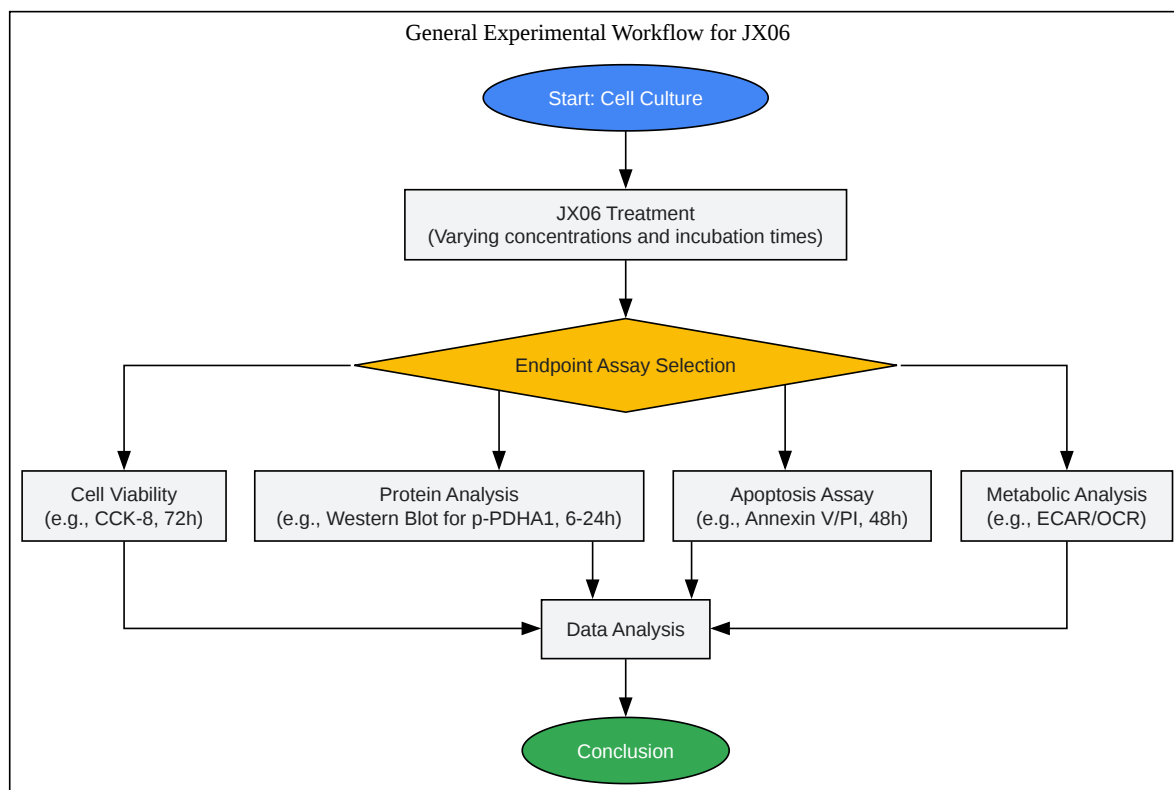 General Experimental Workflow for JX06
Start: Cell Culture
JX06 Treatment
(Varying concentrations and incubation times)
Endpoint Assay Selection
Cell Viability
(e.g., CCK-8, 72h)
Protein Analysis
(e.g., Western Blot for p-PDHA1, 6-24h)
Apoptosis Assay
(e.g., Annexin V/PI, 48h)
Metabolic Analysis
(e.g., ECAR/OCR)
Data Analysis
Conclusion